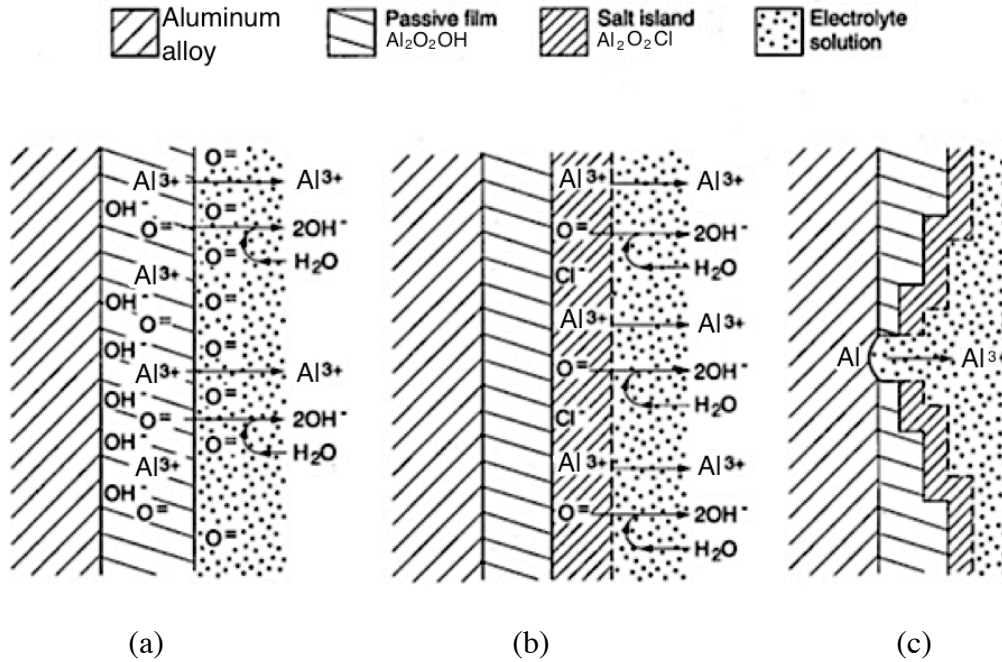 Aluminum
alloy
Passive film
Al₂O₂OH
Salt island
Al₂O₂Cl
Electrolyte
solution
O⁼
Al³⁺ Al³⁺
OH⁻ O⁼
O⁼ 2OH⁻
O⁼ H₂O
Al³⁺
OH⁻ O⁼
O⁼
OH⁻ O⁼
Al³⁺ Al³⁺
OH⁻ O⁼
O⁼ 2OH⁻
OH⁻ O⁼ H₂O
Al³⁺
OH⁻
O⁼
O⁼
(a)
Al³⁺ Al³⁺
O⁼ 2OH⁻
Cl⁻ H₂O
Al³⁺ Al³⁺
O⁼ 2OH⁻
H₂O
Cl⁻
Al³⁺ Al³⁺
O⁼ 2OH⁻
H₂O
(b)
Al Al³⁺
(c)